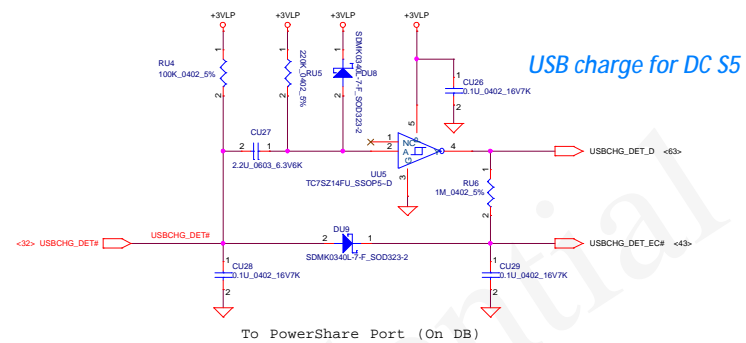 +3VLP +3VLP +3VLP +3VLP
USB charge for DC S5
RU4
100K_0402_5%
220K_0402_5%
RU5
SDMK0340L-7-F_SOD323-2
DU8
CU26
0.1U_0402_16V7K
CU27
2.2U_0603_6.3V6K
NC
P
A
G
UU5
TC7SZ14FU_SSOP5~D
USBCHG_DET_D <63>
RU6
1M_0402_5%
<32> USBCHG_DET#
USBCHG_DET#
DU9
SDMK0340L-7-F_SOD323-2
USBCHG_DET_EC# <43>
CU28
0.1U_0402_16V7K
CU29
0.1U_0402_16V7K
1 2
1 2
1 2
1 2
2 1
1 2 3 4 5
1 2
2 1
1 2
1 2
To PowerShare Port (On DB)